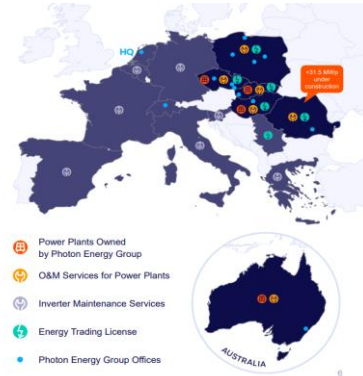 HQ
+31.5 MWp
under
construction
Power Plants Owned
by Photon Energy Group
O&M Services for Power Plants
Inverter Maintenance Services
Energy Trading License
Photon Energy Group Offices
AUSTRALIA
6